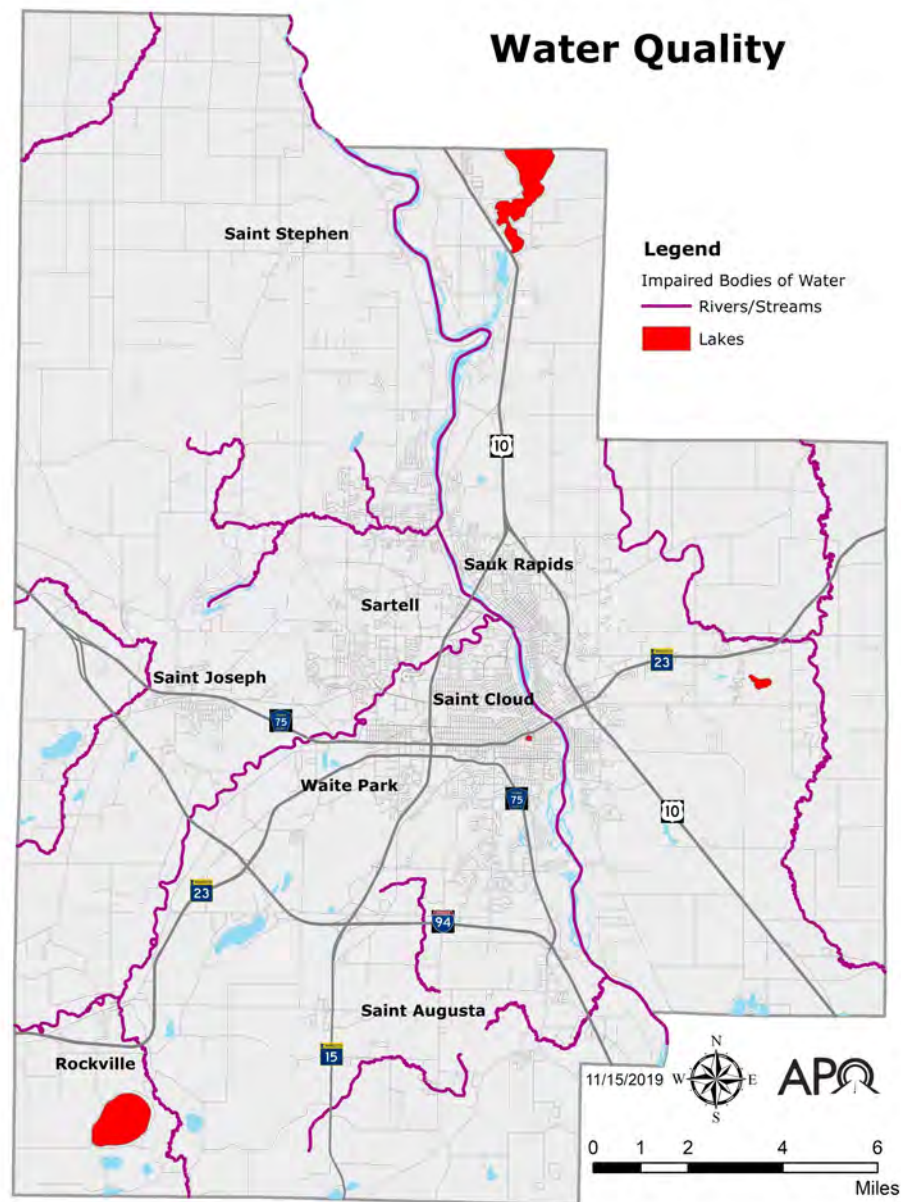 Water Quality
Saint Stephen
Legend
Impaired Bodies of Water
Rivers/Streams
Lakes
10
Sauk Rapids
Sartell
23
Saint Joseph
Saint Cloud
75
Waite Park
75
10
23
94
Saint Augusta
15
Rockville
11/15/2019
N
W
E
S
APO
0 1 2 4 6
Miles